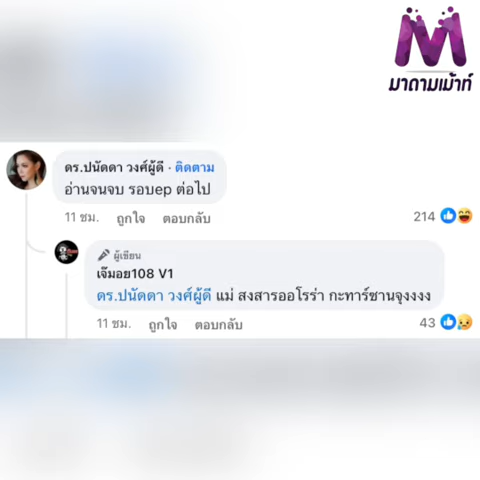 M
มาดามเม้าท์
ดร.ปนัดดา วงศ์ผู้ดี · ติดตาม
อ่านจนจบ รอบep ต่อไป
11 ชม. ถูกใจ ตอบกลับ 214
ผู้เขียน
เจ๊มอย108 V1
ดร.ปนัดดา วงศ์ผู้ดี แม่ สงสารออโรร่า กะทาร์ซานจุงงงง
11 ชม. ถูกใจ ตอบกลับ 43